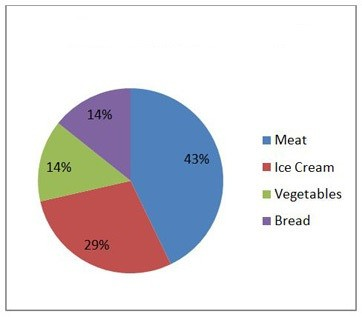 14%
43%
14%
29%
Meat
Ice Cream
Vegetables
Bread